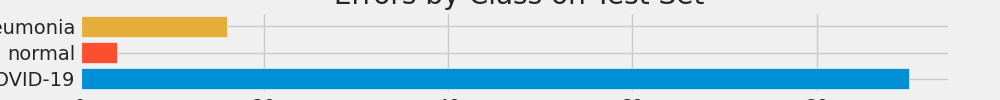 Errors by Class on Test Set
eumonia
normal
OVID-19